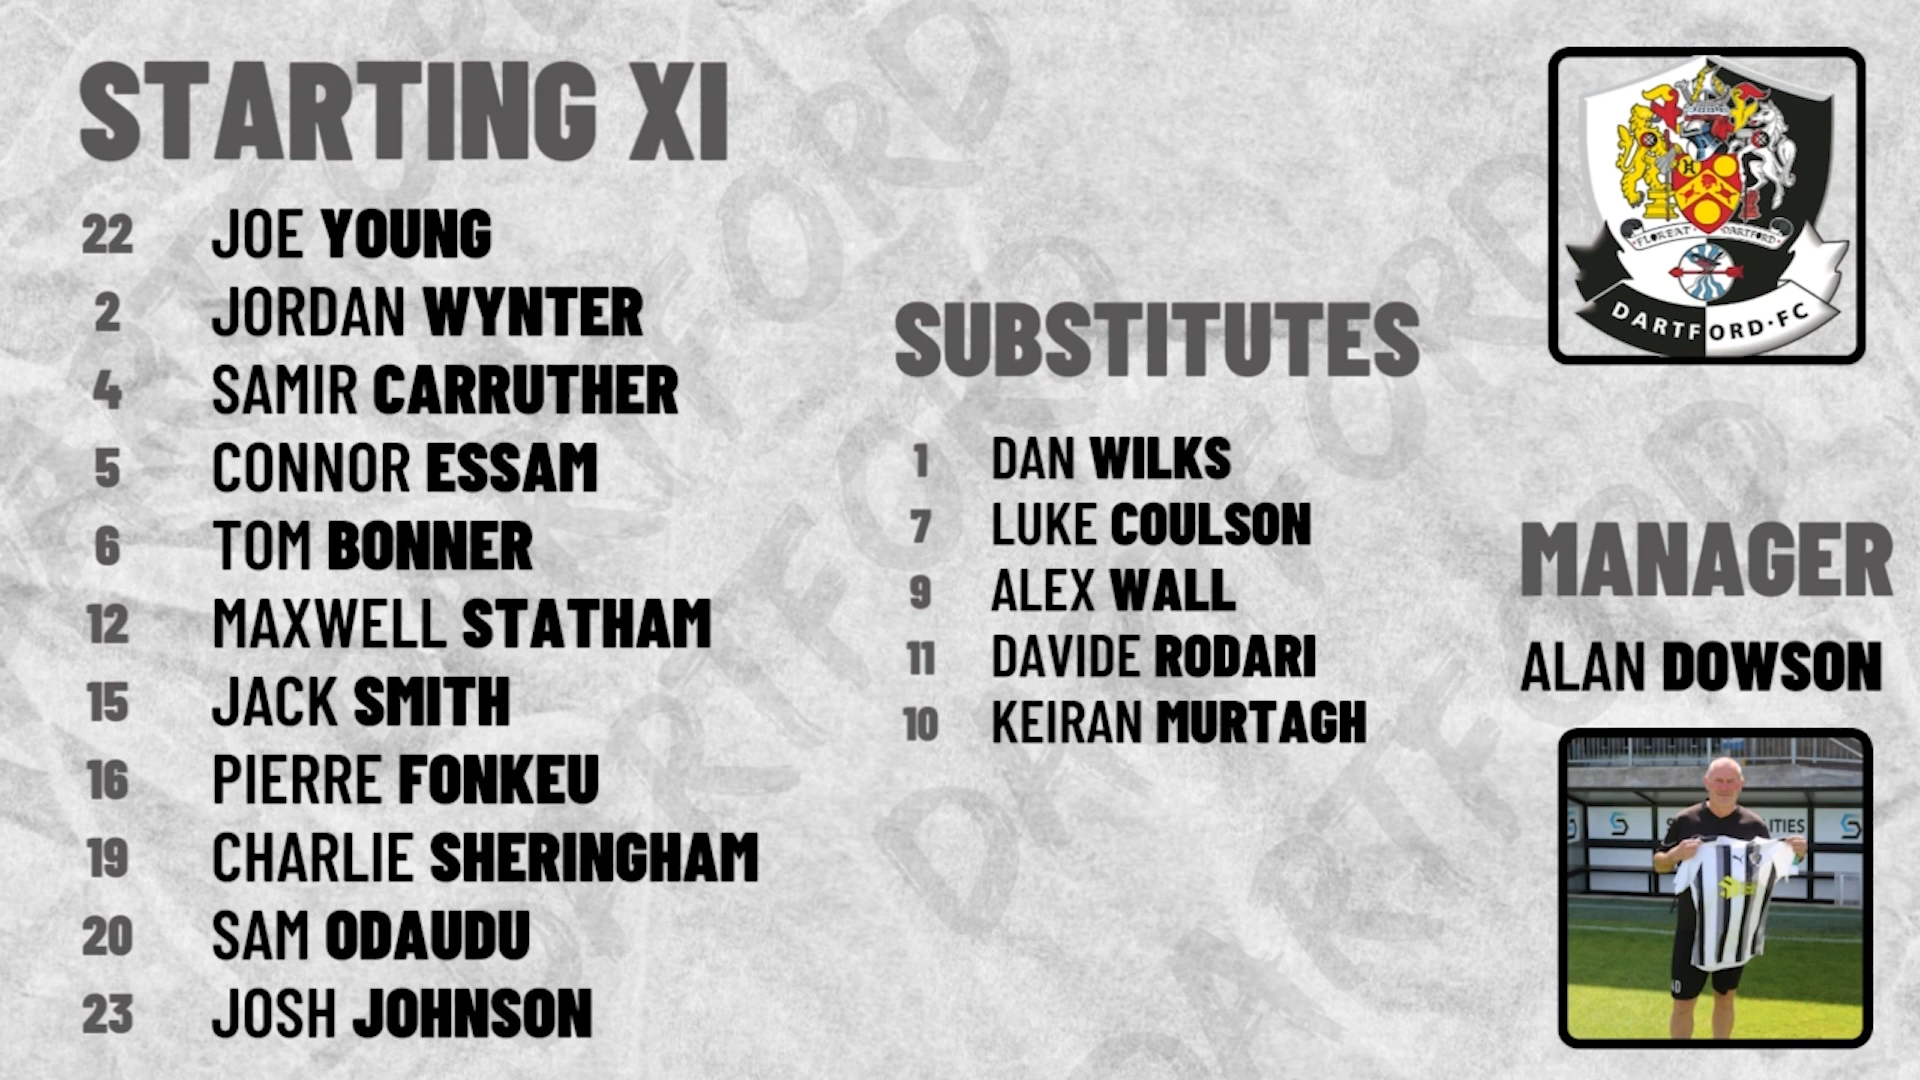 STARTING XI
22 JOE YOUNG
2 JORDAN WYNTER
4 SAMIR CARRUTHER
5 CONNOR ESSAM
6 TOM BONNER
12 MAXWELL STATHAM
15 JACK SMITH
16 PIERRE FONKEU
19 CHARLIE SHERINGHAM
20 SAM ODAUDU
23 JOSH JOHNSON
SUBSTITUTES
1 DAN WILKS
7 LUKE COULSON
9 ALEX WALL
11 DAVIDE RODARI
10 KEIRAN MURTAGH
FLOREAT DARTFORD
DARTFORD·FC
MANAGER
ALAN DOWSON